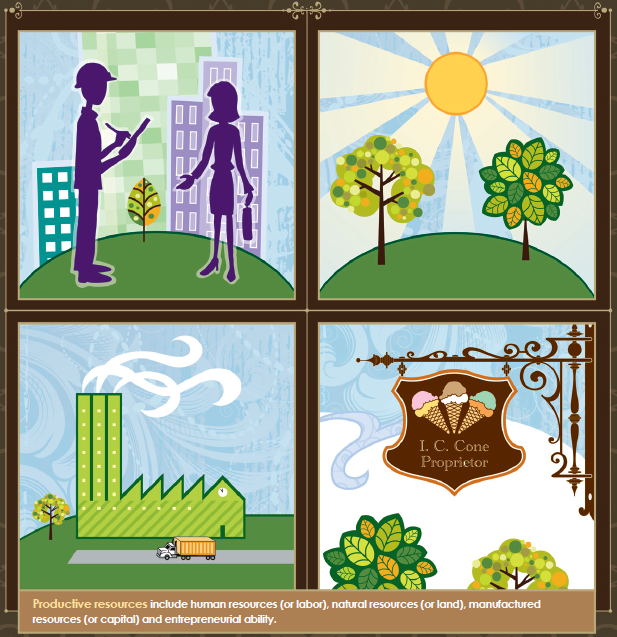 I. C. Cone
Proprietor
Productive resources include human resources (or labor), natural resources (or land), manufactured
resources (or capital) and entrepreneurial ability.